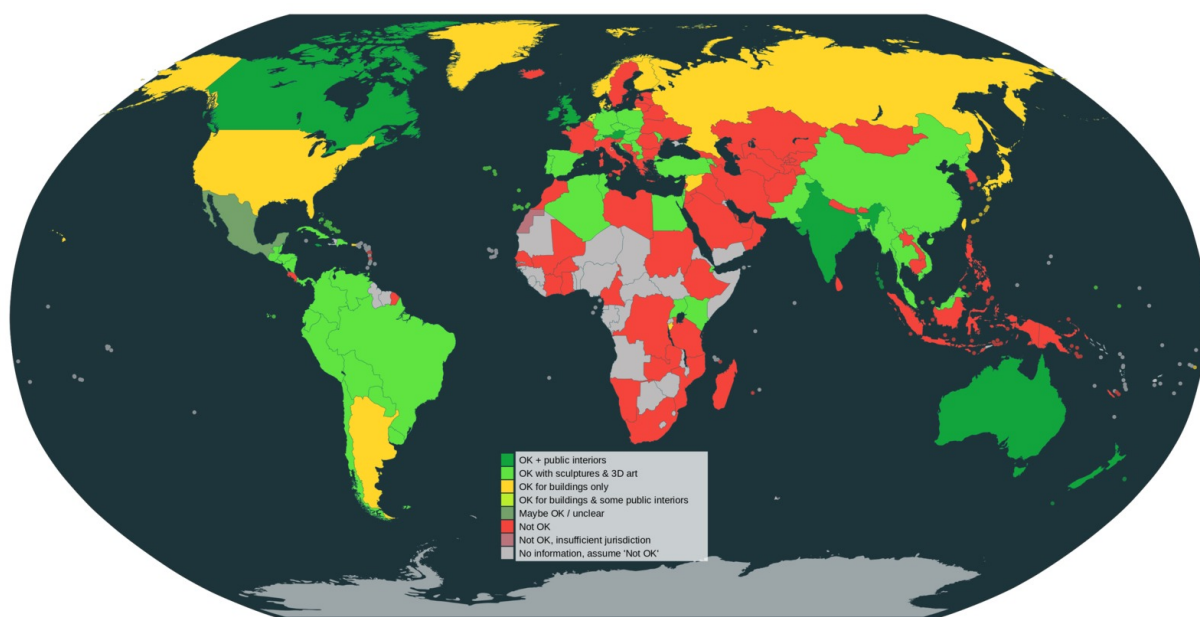 OK + public interiors
OK with sculptures & 3D art
OK for buildings only
OK for buildings & some public interiors
Maybe OK / unclear
Not OK
Not OK, insufficient jurisdiction
No information, assume 'Not OK'